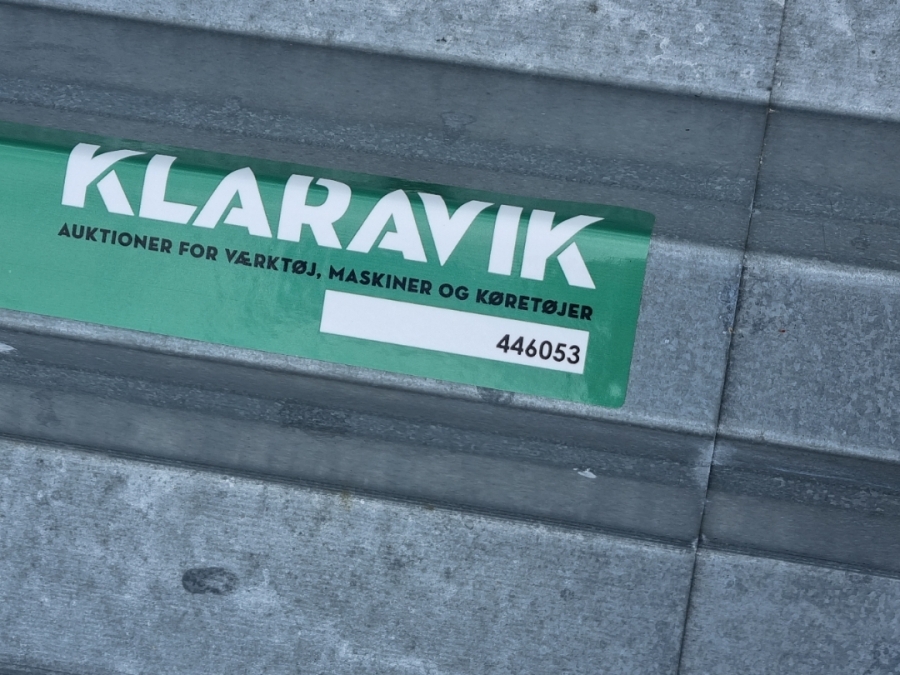 KLARAVIK
AUKTIONER FOR VÆRKTØJ, MASKINER OG KØRETØJER
446053